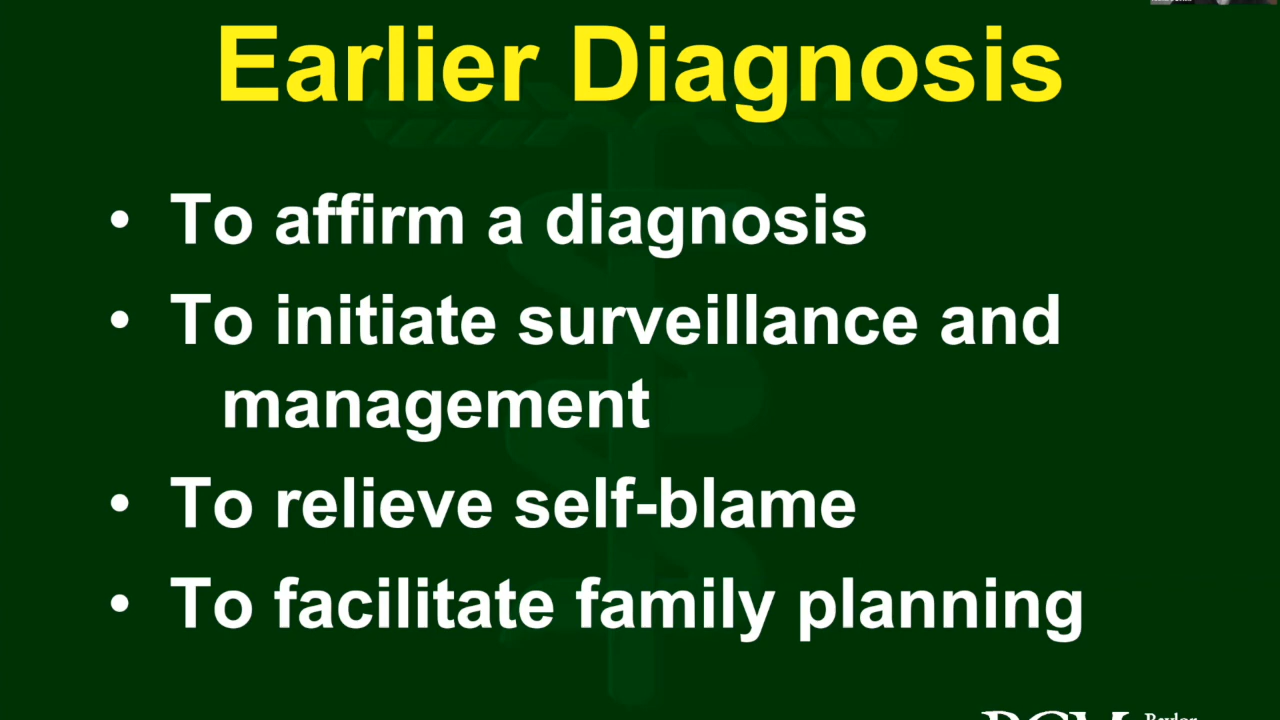 Earlier Diagnosis
• To affirm a diagnosis
• To initiate surveillance and
management
• To relieve self-blame
• To facilitate family planning